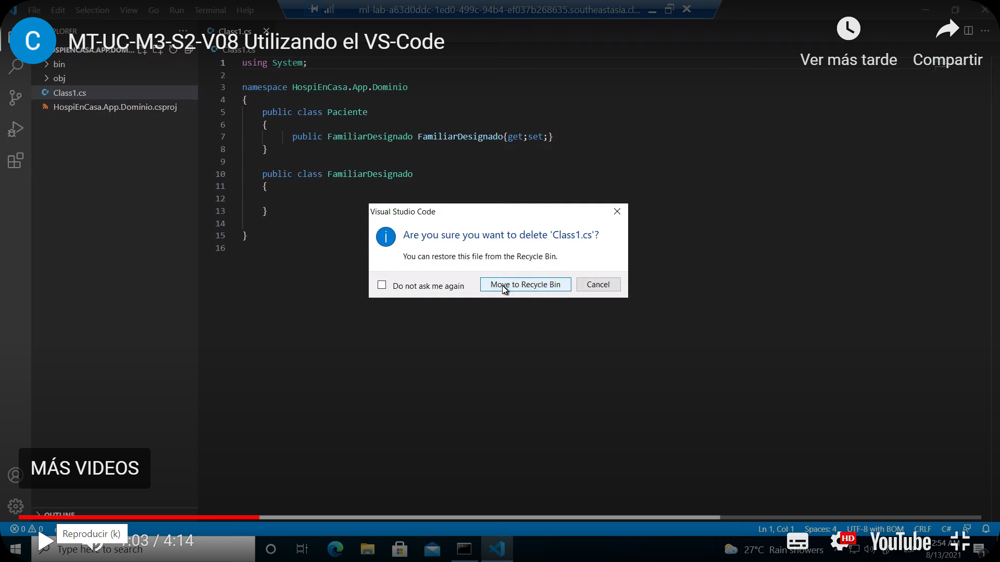 File Edit Selection View Go Run Terminal Help
ml-lab-a63d0ddc-1ed0-499c-94b4-ef037b268635.southeastasia.cl...
C
MT-UC-M3-S2-V08 Utilizando el VS-Code
Ver más tarde
Compartir
Class1.cs
Class1.cs
bin
obj
Class1.cs
HospiEnCasa.App.Dominio.csproj
1 using System;
2
3 namespace HospiEnCasa.App.Dominio
4 {
5 public class Paciente
6 {
7 public FamiliarDesignado FamiliarDesignado{get;set;}
8 }
9
10 public class FamiliarDesignado
11 {
12
13 }
14
15 }
16
Visual Studio Code
Are you sure you want to delete 'Class1.cs'?
You can restore this file from the Recycle Bin.
Do not ask me again
Move to Recycle Bin
Cancel
MÁS VIDEOS
OUTLINE
0 0
Ln 1, Col 1 Spaces: 4 UTF-8 with BOM CRLF C#
Reproducir (k)
:03 / 4:14
Type here to search
27°C Rain showers
HD
YouTube
2:54 AM
8/13/2021
1